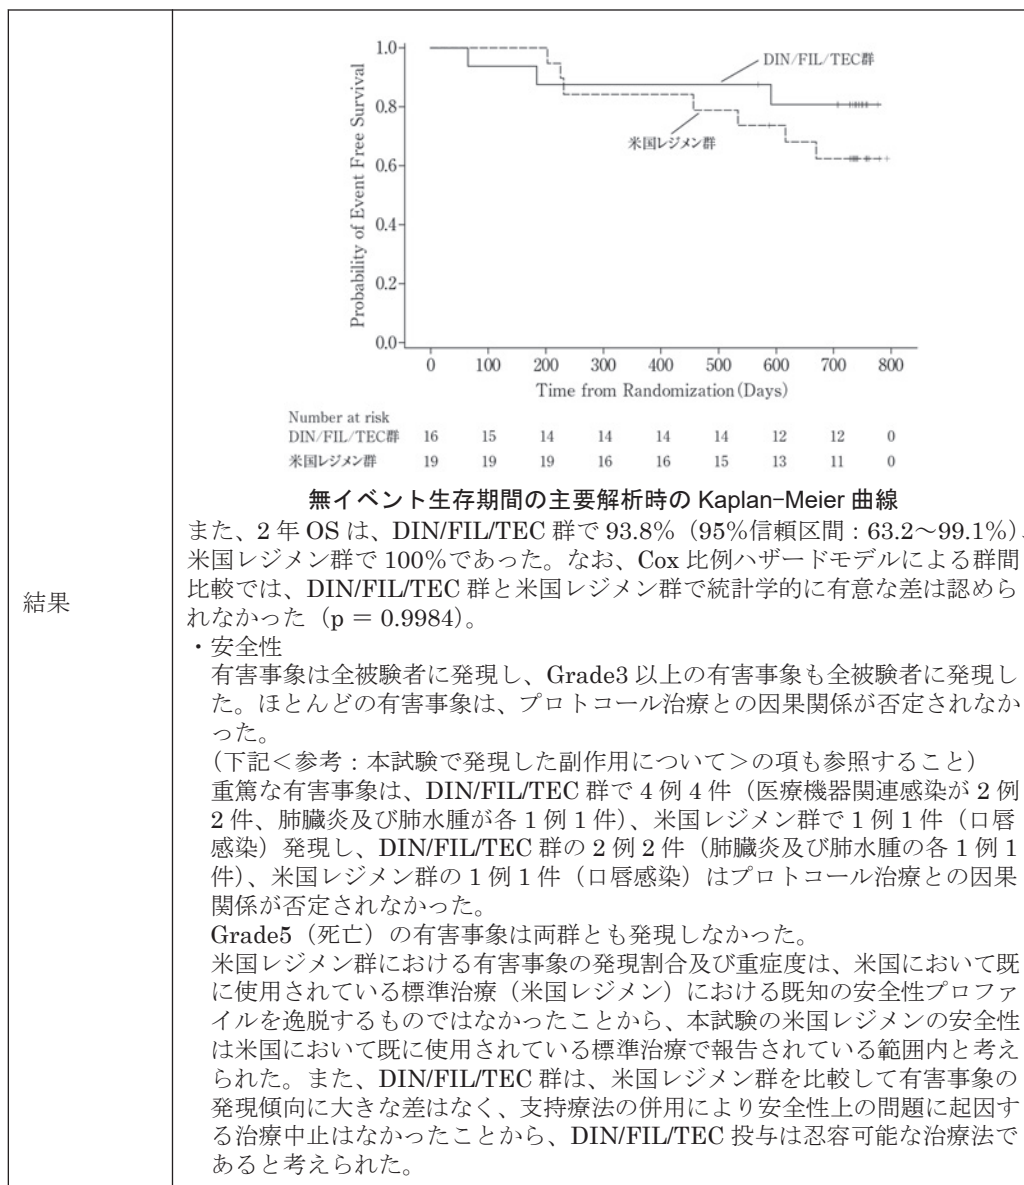 結果
1.0
0.8
0.6
0.4
0.2
0.0
Probability of Event Free Survival
DIN/FIL/TEC群
米国レジメン群
0 100 200 300 400 500 600 700 800
Time from Randomization(Days)
Number at risk
DIN/FIL/TEC群 16 15 14 14 14 14 12 12 0
米国レジメン群 19 19 19 16 16 15 13 11 0
無イベント生存期間の主要解析時の Kaplan-Meier 曲線
また、2 年 OS は、DIN/FIL/TEC 群で 93.8%（95%信頼区間：63.2～99.1%）、
米国レジメン群で 100%であった。なお、Cox 比例ハザードモデルによる群間
比較では、DIN/FIL/TEC 群と米国レジメン群で統計学的に有意な差は認めら
れなかった（p = 0.9984）。
・安全性
有害事象は全被験者に発現し、Grade3 以上の有害事象も全被験者に発現し
た。ほとんどの有害事象は、プロトコール治療との因果関係が否定されなか
った。
（下記＜参考：本試験で発現した副作用について＞の項も参照すること）
重篤な有害事象は、DIN/FIL/TEC 群で 4 例 4 件（医療機器関連感染が 2 例
2 件、肺臓炎及び肺水腫が各 1 例 1 件）、米国レジメン群で 1 例 1 件（口唇
感染）発現し、DIN/FIL/TEC 群の 2 例 2 件（肺臓炎及び肺水腫の各 1 例 1
件）、米国レジメン群の 1 例 1 件（口唇感染）はプロトコール治療との因果
関係が否定されなかった。
Grade5（死亡）の有害事象は両群とも発現しなかった。
米国レジメン群における有害事象の発現割合及び重症度は、米国において既
に使用されている標準治療（米国レジメン）における既知の安全性プロファ
イルを逸脱するものではなかったことから、本試験の米国レジメンの安全性
は米国において既に使用されている標準治療で報告されている範囲内と考え
られた。また、DIN/FIL/TEC 群は、米国レジメン群を比較して有害事象の
発現傾向に大きな差はなく、支持療法の併用により安全性上の問題に起因す
る治療中止はなかったことから、DIN/FIL/TEC 投与は忍容可能な治療法で
あると考えられた。